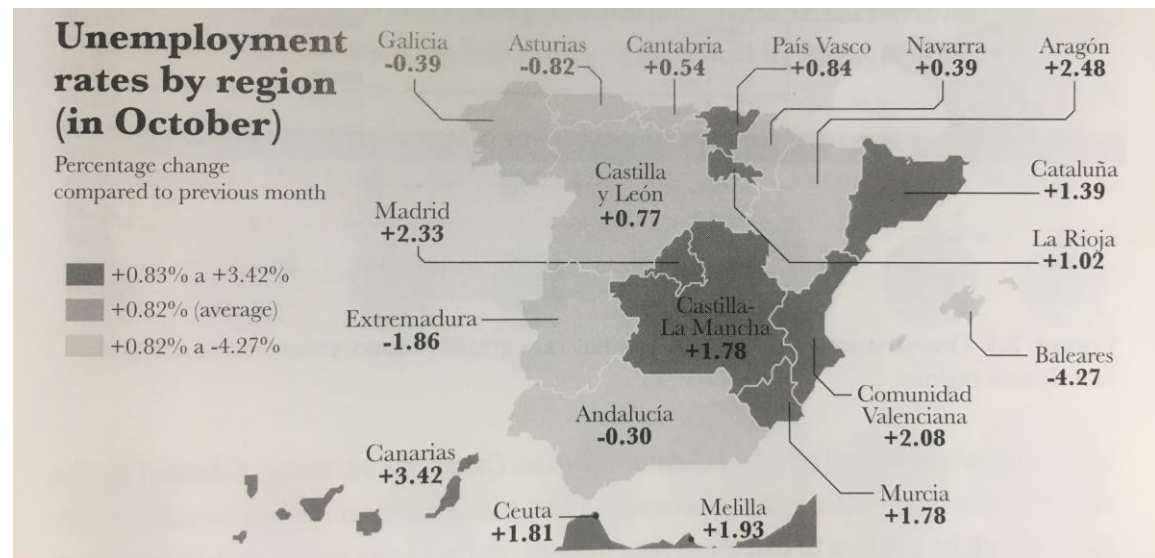 Unemployment
rates by region
(in October)
Percentage change
compared to previous month
+0.83% a +3.42%
+0.82% (average)
+0.82% a -4.27%
Galicia
-0.39
Asturias
-0.82
Cantabria
+0.54
País Vasco
+0.84
Navarra
+0.39
Aragón
+2.48
Cataluña
+1.39
La Rioja
+1.02
Castilla
y León
+0.77
Madrid
+2.33
Extremadura
-1.86
Castilla-
La Mancha
+1.78
Baleares
-4.27
Comunidad
Valenciana
+2.08
Andalucía
-0.30
Canarias
+3.42
Ceuta
+1.81
Melilla
+1.93
Murcia
+1.78